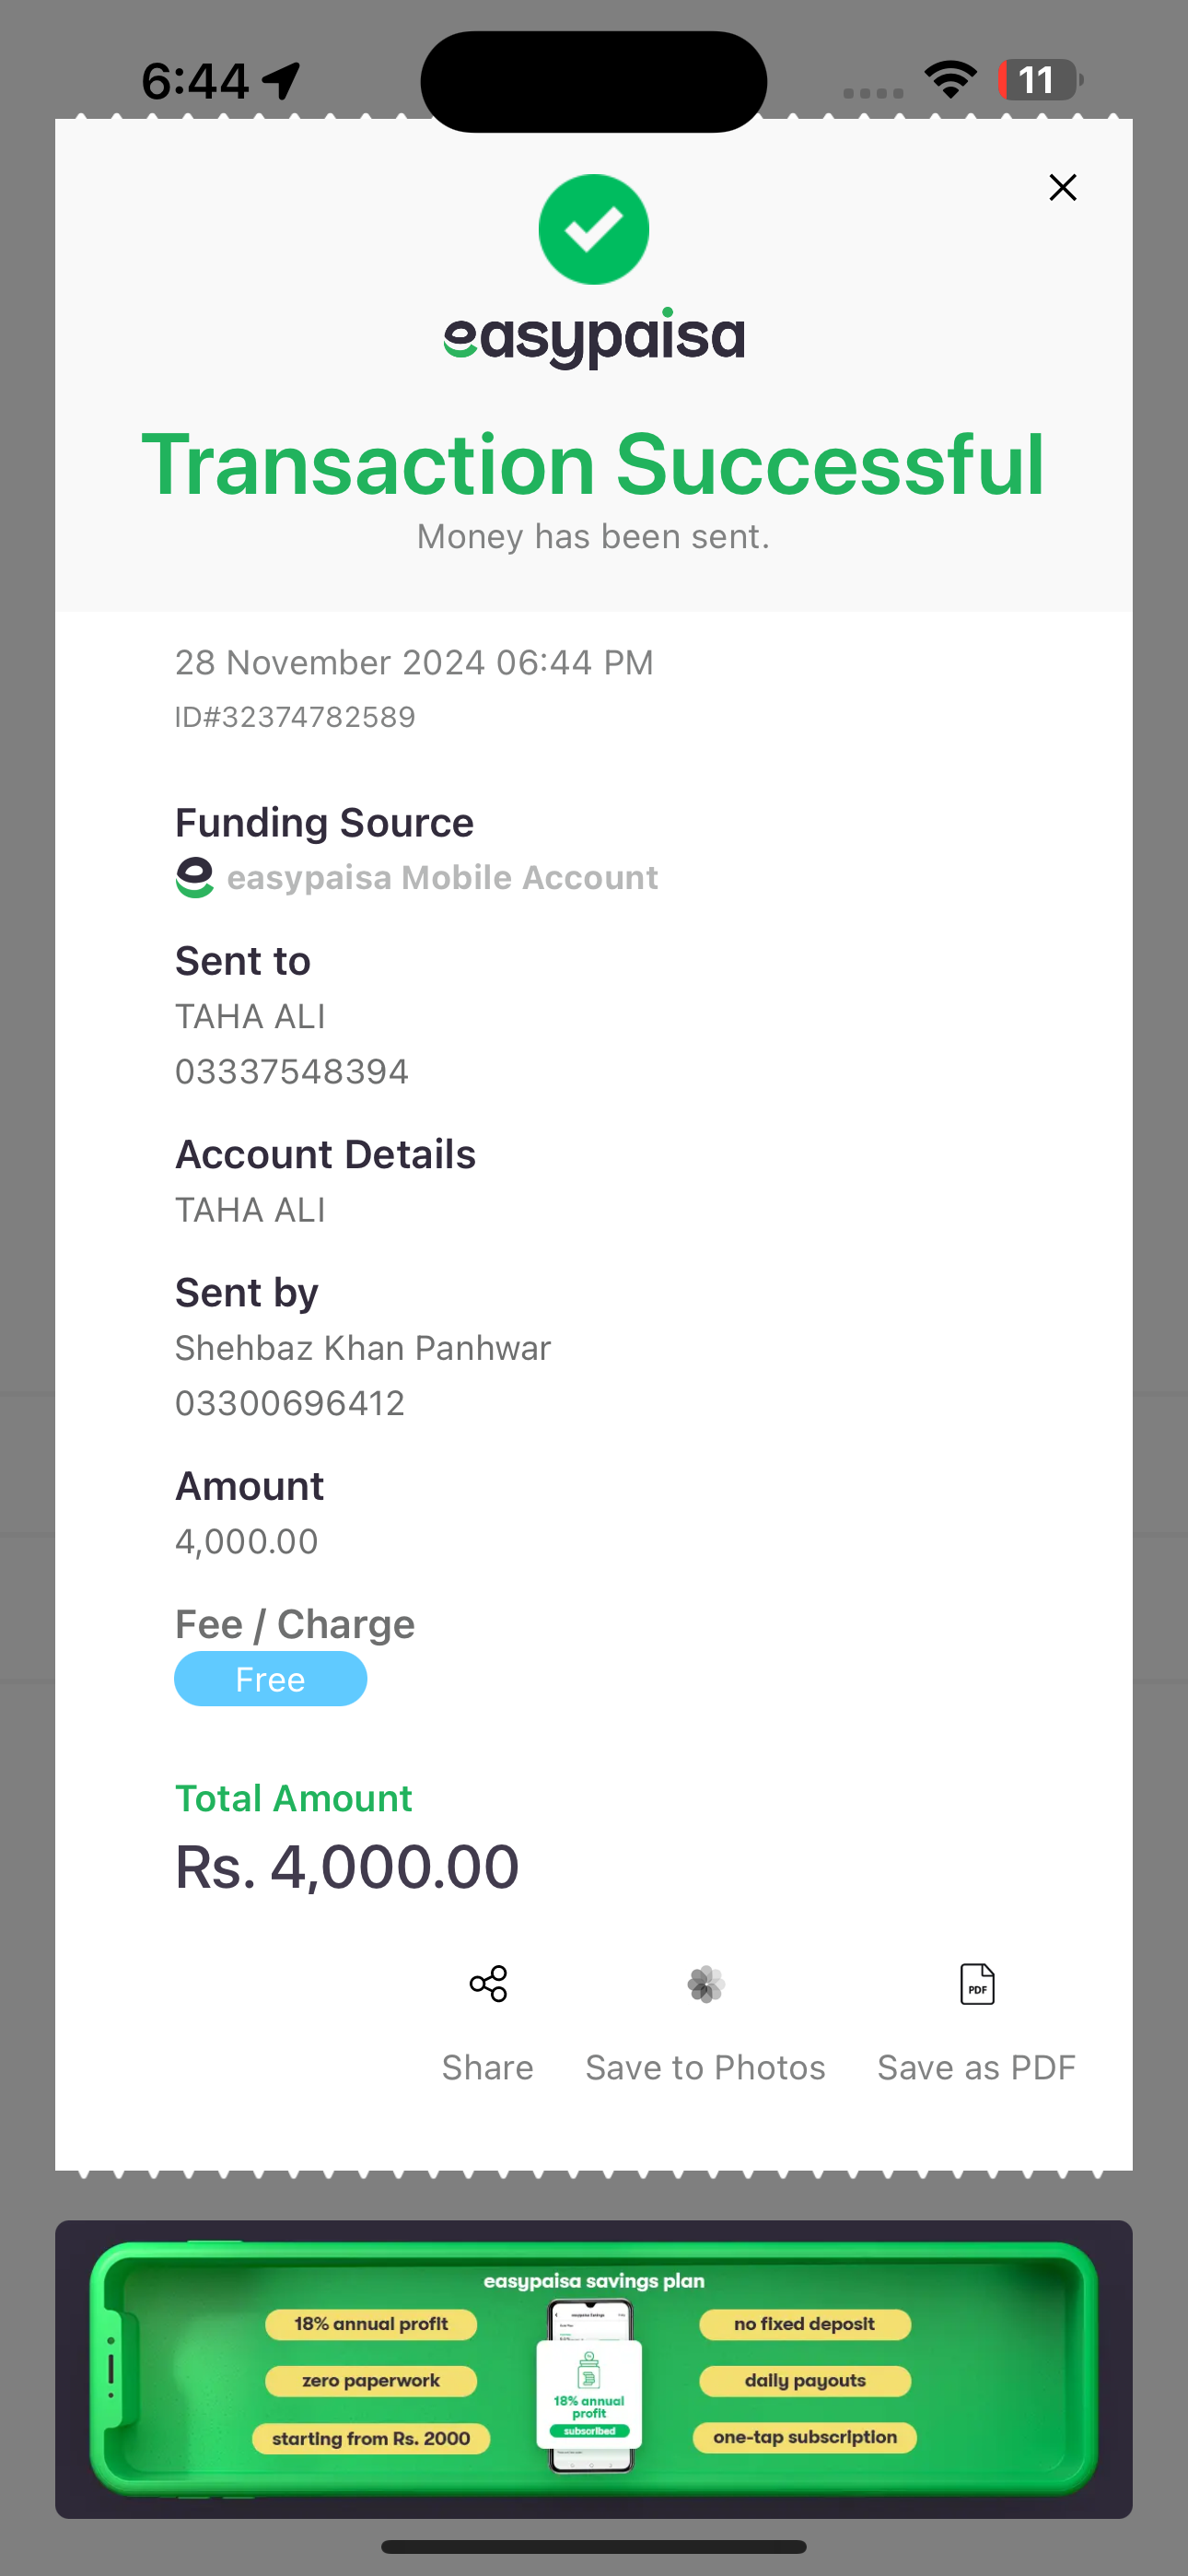 6:44
11
easypaisa
Transaction Successful
Money has been sent.
28 November 2024 06:44 PM
ID#32374782589
Funding Source
easypaisa Mobile Account
Sent to
TAHA ALI
03337548394
Account Details
TAHA ALI
Sent by
Shehbaz Khan Panhwar
03300696412
Amount
4,000.00
Fee / Charge
Free
Total Amount
Rs. 4,000.00
PDF
Share Save to Photos Save as PDF
easypaisa savings plan
18% annual profit
zero paperwork
starting from Rs. 2000
18% annual
profit
subscribed
no fixed deposit
daily payouts
one-tap subscription